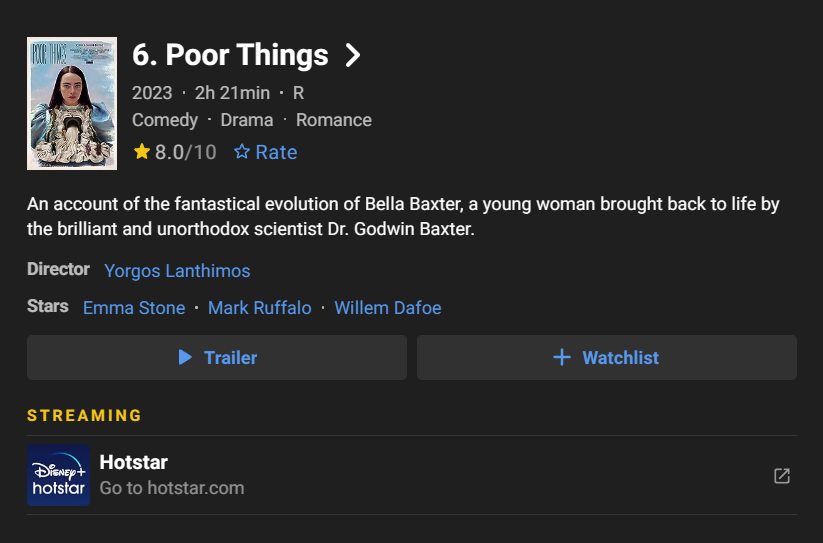 POOR THINGS
6. Poor Things
2023 · 2h 21min · R
Comedy · Drama · Romance
8.0/10 Rate
An account of the fantastical evolution of Bella Baxter, a young woman brought back to life by
the brilliant and unorthodox scientist Dr. Godwin Baxter.
Director Yorgos Lanthimos
Stars Emma Stone · Mark Ruffalo · Willem Dafoe
Trailer
Watchlist
STREAMING
Disney+
hotstar
Hotstar
Go to hotstar.com